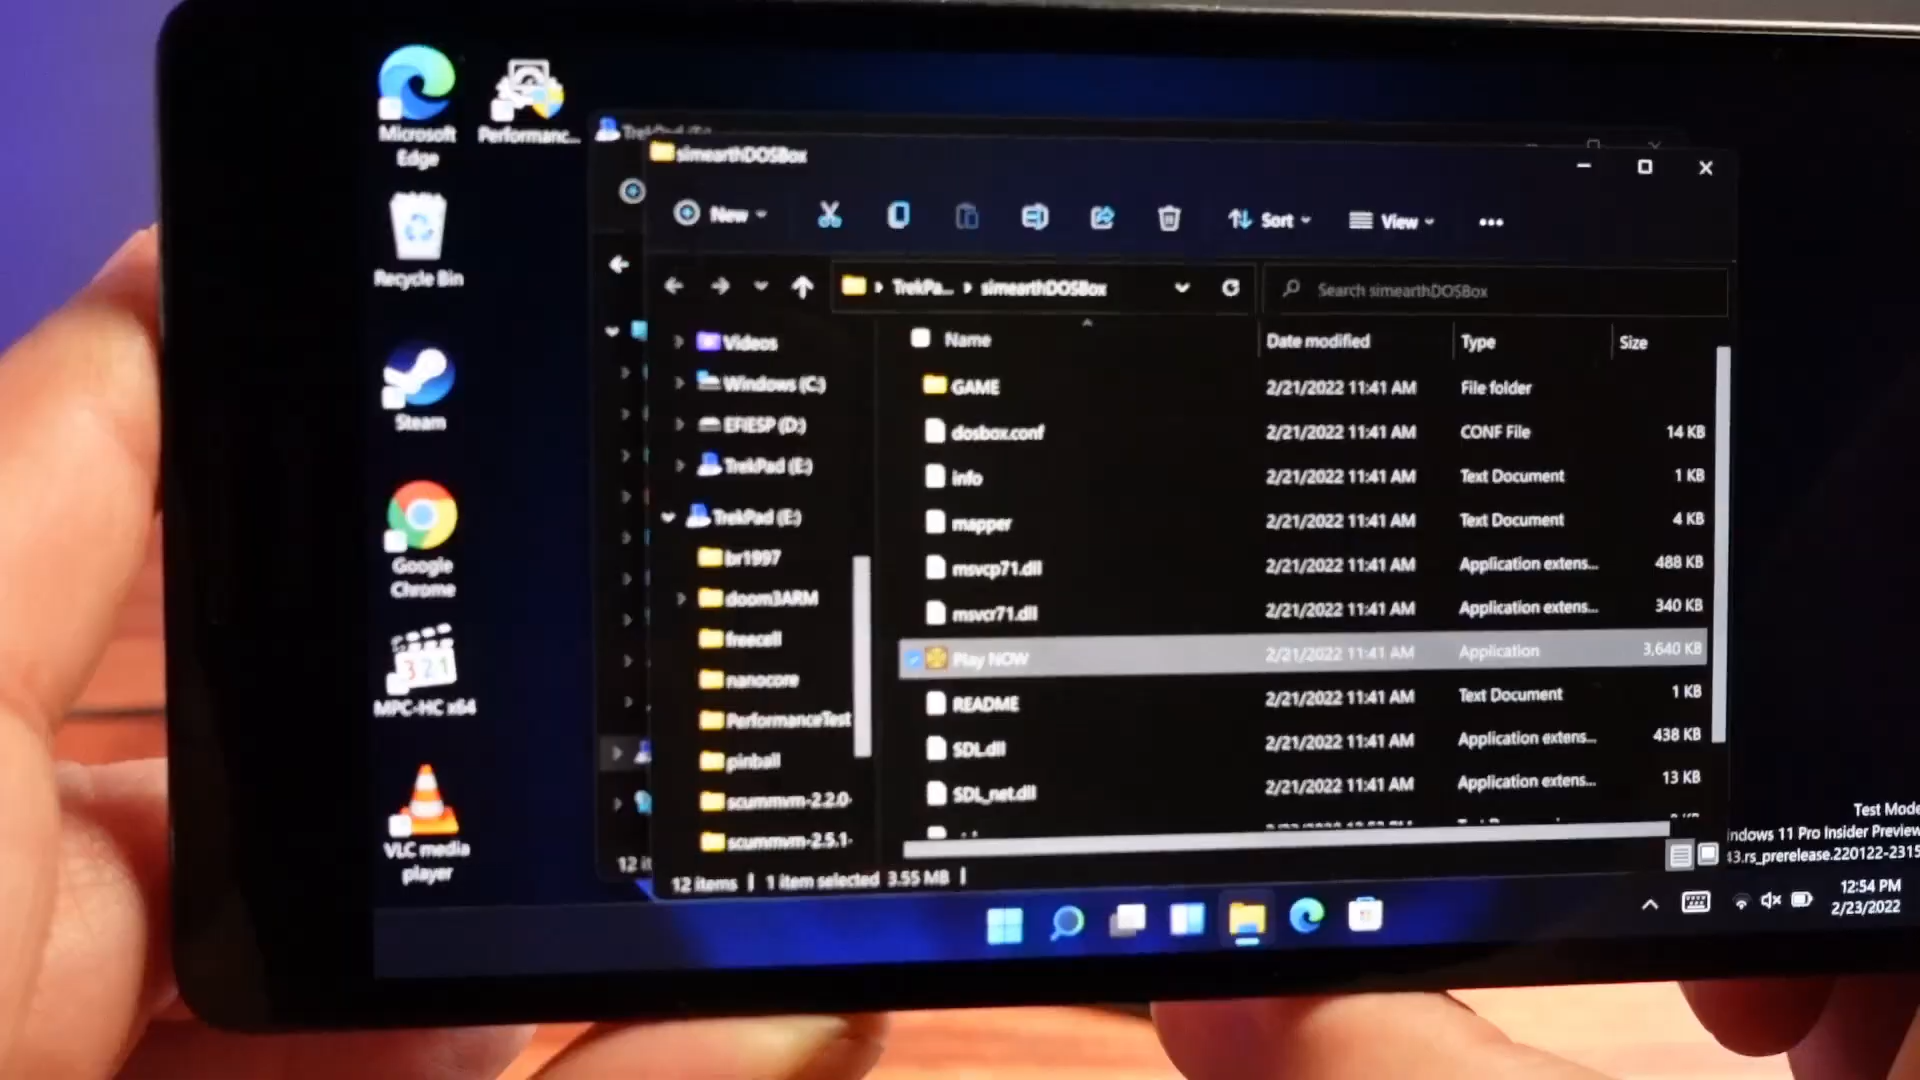 Microsoft
Edge
Performanc...
Recycle Bin
Steam
Google
Chrome
321
MPC-HC x64
VLC media
player
simearthDOSBox
New
Sort
View
TrekPa...
simearthDOSBox
Search simearthDOSBox
Videos
Windows (C:)
EFIESP (D:)
TrekPad (E:)
TrekPad (E:)
br1997
doom3ARM
freecell
nanocore
PerformanceTest
pinball
scummvm-2.2.0-
scummvm-2.5.1-
Name Date modified Type Size
GAME 2/21/2022 11:41 AM File folder
dosbox.conf 2/21/2022 11:41 AM CONF File 14 KB
info 2/21/2022 11:41 AM Text Document 1 KB
mapper 2/21/2022 11:41 AM Text Document 4 KB
msvcp71.dll 2/21/2022 11:41 AM Application extens... 488 KB
msvcr71.dll 2/21/2022 11:41 AM Application extens... 340 KB
Play NOW 2/21/2022 11:41 AM Application 3,640 KB
README 2/21/2022 11:41 AM Text Document 1 KB
SDL.dll 2/21/2022 11:41 AM Application extens... 438 KB
SDL_net.dll 2/21/2022 11:41 AM Application extens... 13 KB
12 items 1 item selected 3.55 MB
Test Mode
ndows 11 Pro Insider Preview
43.rs_prerelease.220122-2315
12:54 PM
2/23/2022